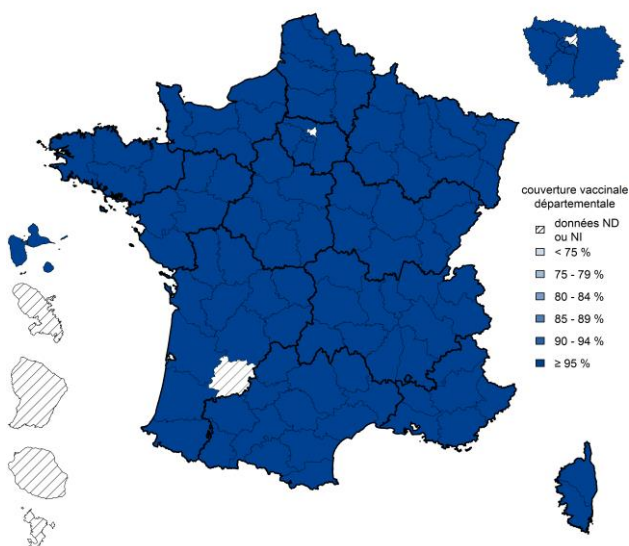 couverture vaccinale
départementale
données ND
ou NI
< 75 %
75 - 79 %
80 - 84 %
85 - 89 %
90 - 94 %
≥ 95 %